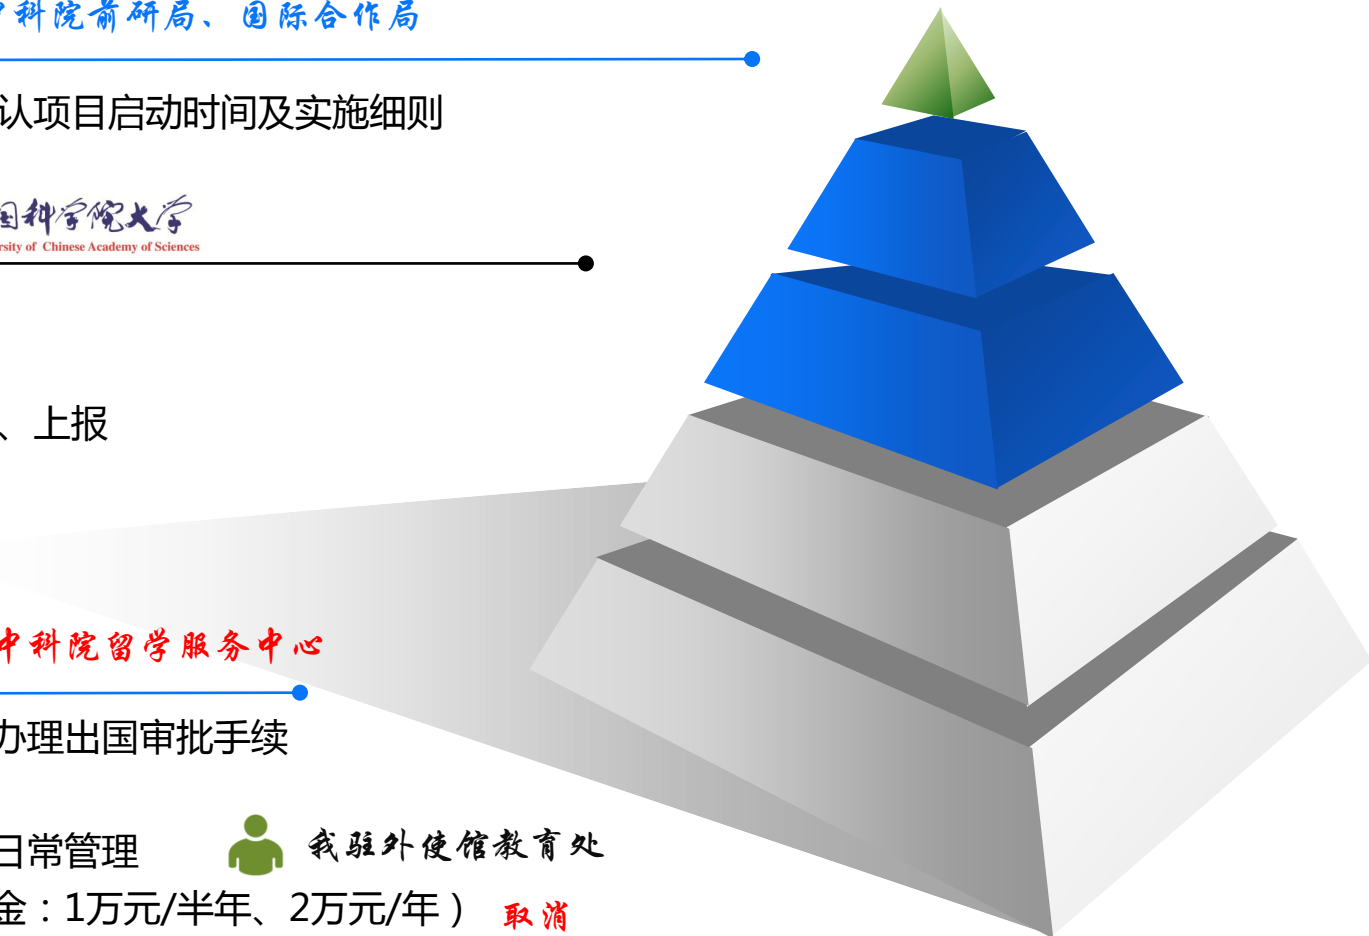 中科院前研局、国际合作局
认项目启动时间及实施细则
国科学院大学
rsity of Chinese Academy of Sciences
、上报
中科院留学服务中心
办理出国审批手续
日常管理 我驻外使馆教育处
金：1万元/半年、2万元/年） 取消